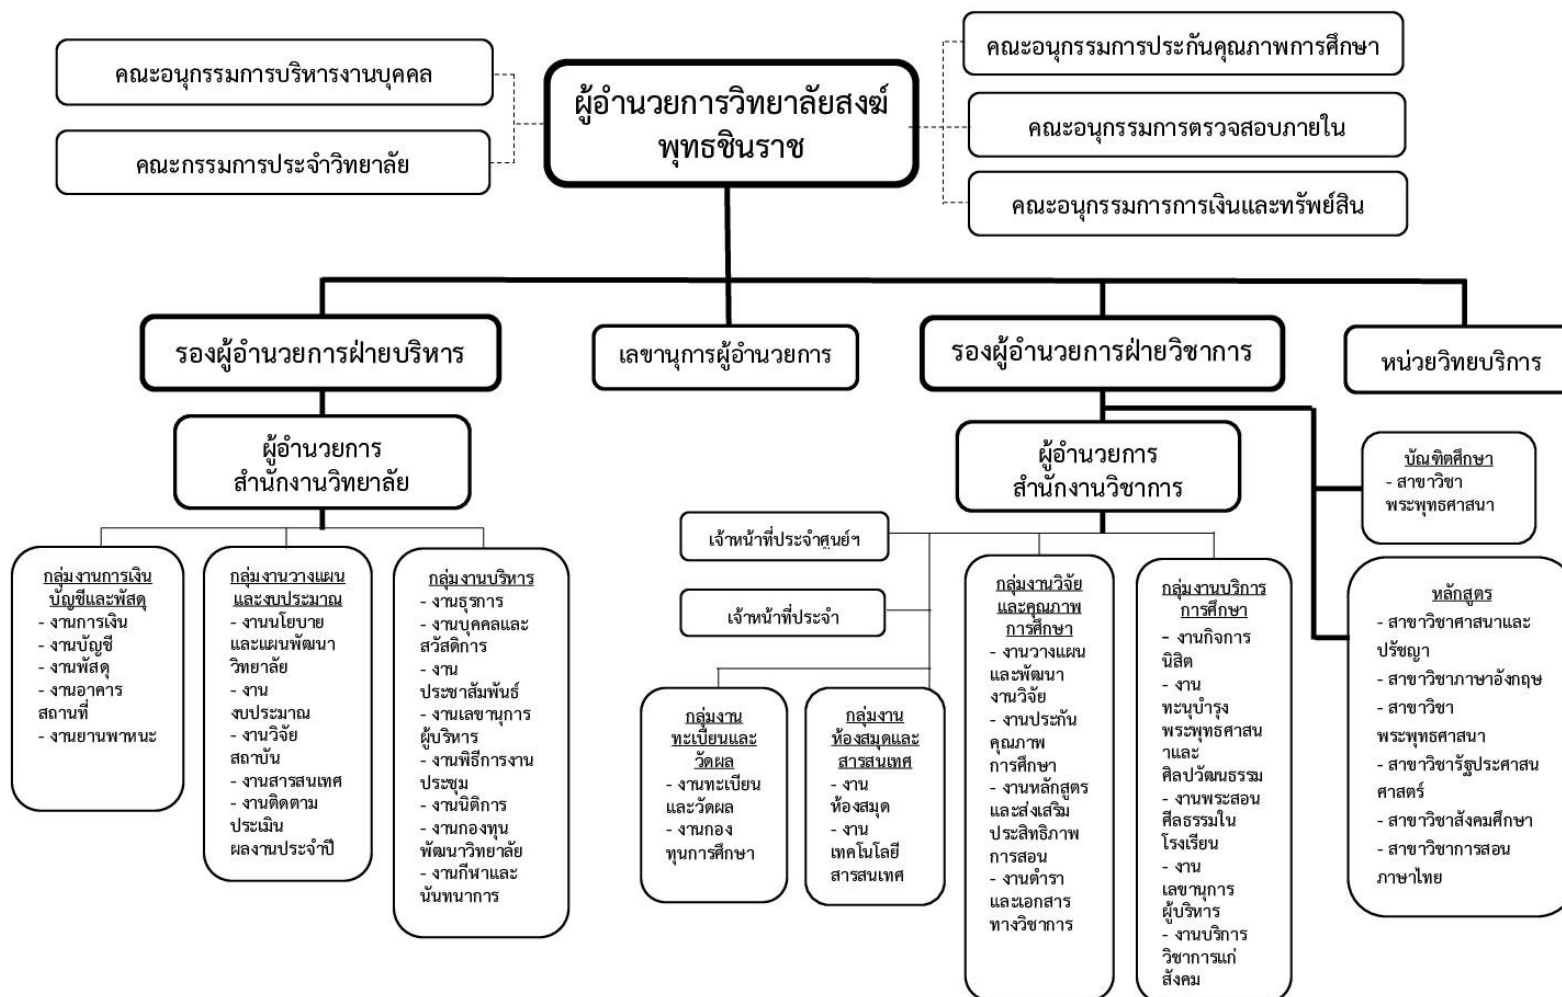 คณะอนุกรรมการบริหารงานบุคคล
คณะกรรมการประจำวิทยาลัย
ผู้อำนวยการวิทยาลัยสงฆ์
พุทธชินราช
คณะอนุกรรมการประกันคุณภาพการศึกษา
คณะอนุกรรมการตรวจสอบภายใน
คณะอนุกรรมการการเงินและทรัพย์สิน
รองผู้อำนวยการฝ่ายบริหาร
เลขานุการผู้อำนวยการ
รองผู้อำนวยการฝ่ายวิชาการ
หน่วยวิทยบริการ
ผู้อำนวยการ
สำนักงานวิทยาลัย
ผู้อำนวยการ
สำนักงานวิชาการ
บัณฑิตศึกษา
- สาขาวิชา
พระพุทธศาสนา
เจ้าหน้าที่ประจำศูนย์ฯ
เจ้าหน้าที่ประจำ
กลุ่มงานการเงิน
บัญชีและพัสดุ
- งานการเงิน
- งานบัญชี
- งานพัสดุ
- งานอาคาร
สถานที่
- งานยานพาหนะ
กลุ่มงานวางแผน
และงบประมาณ
- งานนโยบาย
และแผนพัฒนา
วิทยาลัย
- งาน
งบประมาณ
- งานวิจัย
สถาบัน
- งานสารสนเทศ
- งานติดตาม
ประเมิน
ผลงานประจำปี
กลุ่มงานบริหาร
- งานธุรการ
- งานบุคคลและ
สวัสดิการ
- งาน
ประชาสัมพันธ์
- งานเลขานุการ
ผู้บริหาร
- งานพิธีการงาน
ประชุม
- งานนิติการ
- งานกองทุน
พัฒนาวิทยาลัย
- งานกีฬาและ
นันทนาการ
กลุ่มงาน
ทะเบียนและ
วัดผล
- งานทะเบียน
และวัดผล
- งานกอง
ทุนการศึกษา
กลุ่มงาน
ห้องสมุดและ
สารสนเทศ
- งาน
ห้องสมุด
- งาน
เทคโนโลยี
สารสนเทศ
กลุ่มงานวิจัย
และคุณภาพ
การศึกษา
- งานวางแผน
และพัฒนา
งานวิจัย
- งานประกัน
คุณภาพ
การศึกษา
- งานหลักสูตร
และส่งเสริม
ประสิทธิภาพ
การสอน
- งานตำรา
และเอกสาร
ทางวิชาการ
กลุ่มงานบริการ
การศึกษา
- งานกิจการ
นิสิต
- งาน
ทะนุบำรุง
พระพุทธศาสน
าและ
ศิลปวัฒนธรรม
- งานพระสอน
ศีลธรรมใน
โรงเรียน
- งาน
เลขานุการ
ผู้บริหาร
- งานบริการ
วิชาการแก่
สังคม
หลักสูตร
- สาขาวิชาศาสนาและ
ปรัชญา
- สาขาวิชาภาษาอังกฤษ
- สาขาวิชา
พระพุทธศาสนา
- สาขาวิชารัฐประศาสน
ศาสตร์
- สาขาวิชาสังคมศึกษา
- สาขาวิชาการสอน
ภาษาไทย